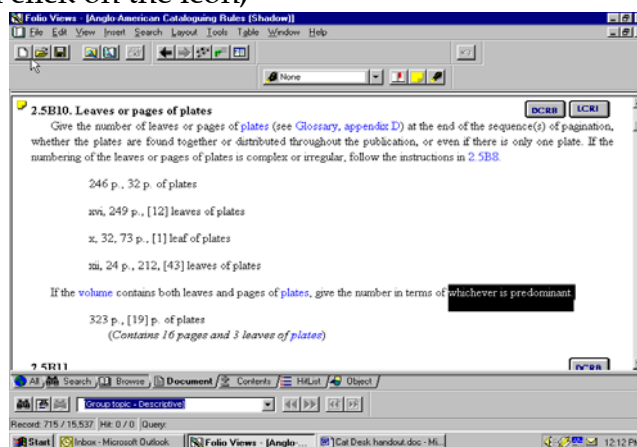 click on the icon)
Folio Views - [Anglo-American Cataloguing Rules (Shadow)]
File Edit View Insert Search Layout Tools Table Window Help
None
2.5B10. Leaves or pages of plates
DCRB LCRI
Give the number of leaves or pages of plates (see Glossary, appendix D) at the end of the sequence(s) of pagination,
whether the plates are found together or distributed throughout the publication, or even if there is only one plate. If the
numbering of the leaves or pages of plates is complex or irregular, follow the instructions in 2.5B8.
246 p., 32 p. of plates
xvi, 249 p., [12] leaves of plates
x, 32, 73 p., [1] leaf of plates
xii, 24 p., 212, [43] leaves of plates
If the volume contains both leaves and pages of plates, give the number in terms of whichever is predominant.
323 p., [19] p. of plates
(Contains 16 pages and 3 leaves of plates)
2.5B11
DCRB
All Search Browse Document Contents HitList Object
Group topic - Descriptive
Record: 715 / 15,537 Hit: 0 / 0 Query:
Start Inbox - Microsoft Outlook Folio Views - [Anglo-... Cat Desk handout.doc - Mi... 12:12 PM